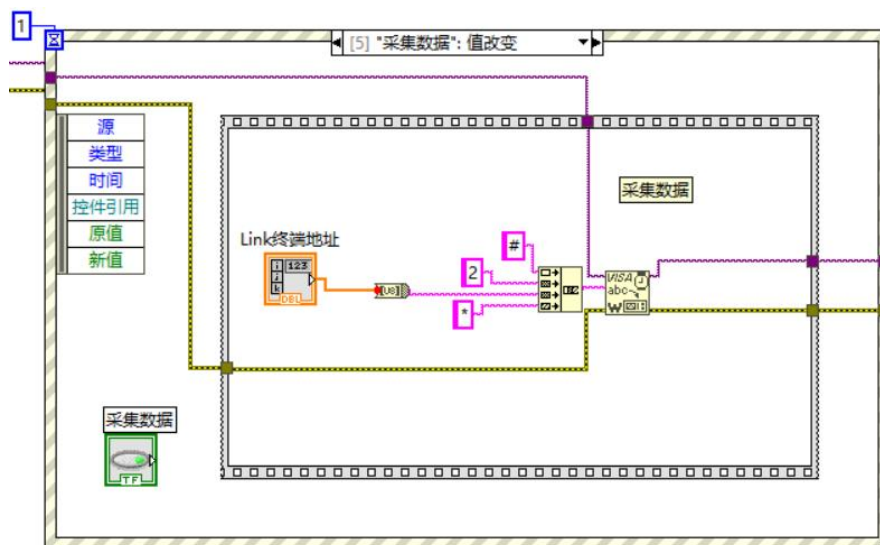 1
[5] "采集数据": 值改变
源
类型
时间
控件引用
原值
新值
采集数据
Link终端地址
i
j
k
123
DBL
[U8]
#
2
*
VISA
abc
W
采集数据
TF